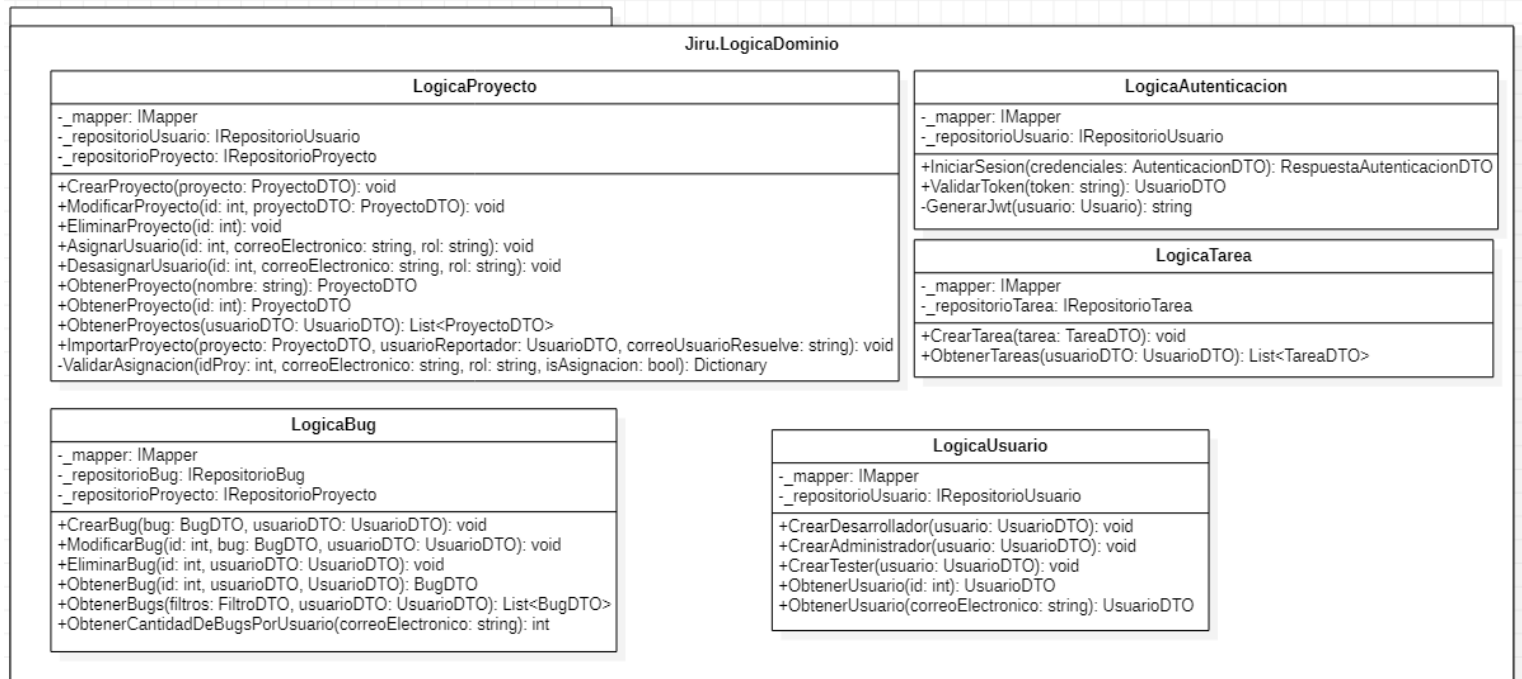 Jiru.LogicaDominio
LogicaProyecto
-_mapper: IMapper
-_repositorioUsuario: IRepositorioUsuario
-_repositorioProyecto: IRepositorioProyecto
+CrearProyecto(proyecto: ProyectoDTO): void
+ModificarProyecto(id: int, proyectoDTO: ProyectoDTO): void
+EliminarProyecto(id: int): void
+AsignarUsuario(id: int, correoElectronico: string, rol: string): void
+DesasignarUsuario(id: int, correoElectronico: string, rol: string): void
+ObtenerProyecto(nombre: string): ProyectoDTO
+ObtenerProyecto(id: int): ProyectoDTO
+ObtenerProyectos(usuarioDTO: UsuarioDTO): List<ProyectoDTO>
+ImportarProyecto(proyecto: ProyectoDTO, usuarioReportador: UsuarioDTO, correoUsuarioResuelve: string): void
-ValidarAsignacion(idProy: int, correoElectronico: string, rol: string, isAsignacion: bool): Dictionary
LogicaAutenticacion
-_mapper: IMapper
-_repositorioUsuario: IRepositorioUsuario
+IniciarSesion(credenciales: AutenticacionDTO): RespuestaAutenticacionDTO
+ValidarToken(token: string): UsuarioDTO
-GenerarJwt(usuario: Usuario): string
LogicaTarea
-_mapper: IMapper
-_repositorioTarea: IRepositorioTarea
+CrearTarea(tarea: TareaDTO): void
+ObtenerTareas(usuarioDTO: UsuarioDTO): List<TareaDTO>
LogicaBug
-_mapper: IMapper
-_repositorioBug: IRepositorioBug
-_repositorioProyecto: IRepositorioProyecto
+CrearBug(bug: BugDTO, usuarioDTO: UsuarioDTO): void
+ModificarBug(id: int, bug: BugDTO, usuarioDTO: UsuarioDTO): void
+EliminarBug(id: int, usuarioDTO: UsuarioDTO): void
+ObtenerBug(id: int, usuarioDTO, UsuarioDTO): BugDTO
+ObtenerBugs(filtros: FiltroDTO, usuarioDTO: UsuarioDTO): List<BugDTO>
+ObtenerCantidadDeBugsPorUsuario(correoElectronico: string): int
LogicaUsuario
-_mapper: IMapper
-_repositorioUsuario: IRepositorioUsuario
+CrearDesarrollador(usuario: UsuarioDTO): void
+CrearAdministrador(usuario: UsuarioDTO): void
+CrearTester(usuario: UsuarioDTO): void
+ObtenerUsuario(id: int): UsuarioDTO
+ObtenerUsuario(correoElectronico: string): UsuarioDTO